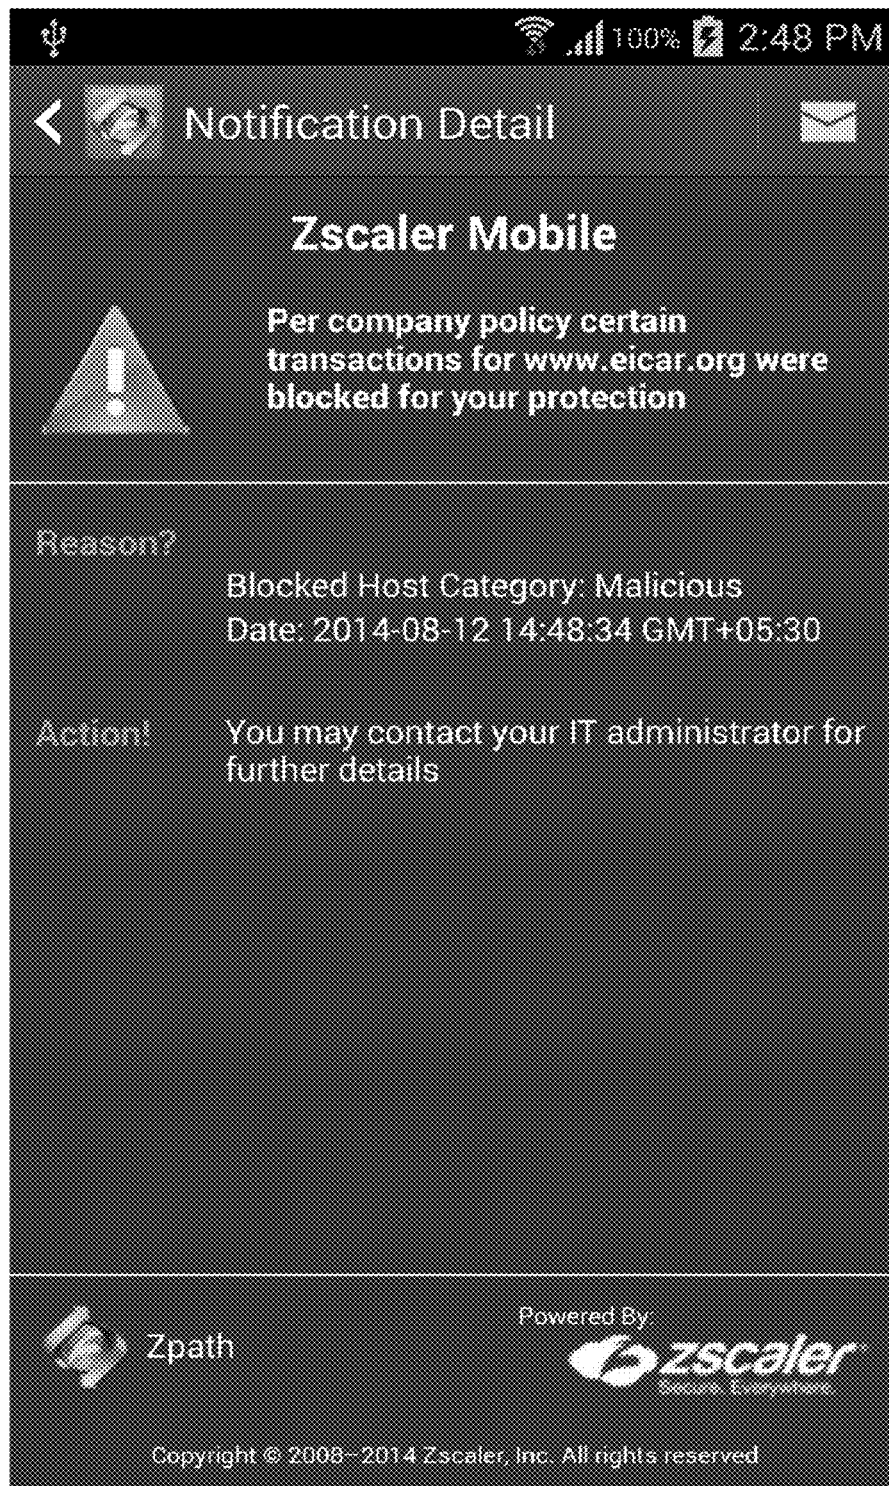 100% 2:48 PM
Notification Detail
Zscaler Mobile
Per company policy certain
transactions for www.eicar.org were
blocked for your protection
Reason?
Blocked Host Category: Malicious
Date: 2014-08-12 14:48:34 GMT+05:30
Action!
You may contact your IT administrator for
further details
Zpath
Powered By:
zscaler
Secure. Everywhere.
Copyright © 2008–2014 Zscaler, Inc. All rights reserved